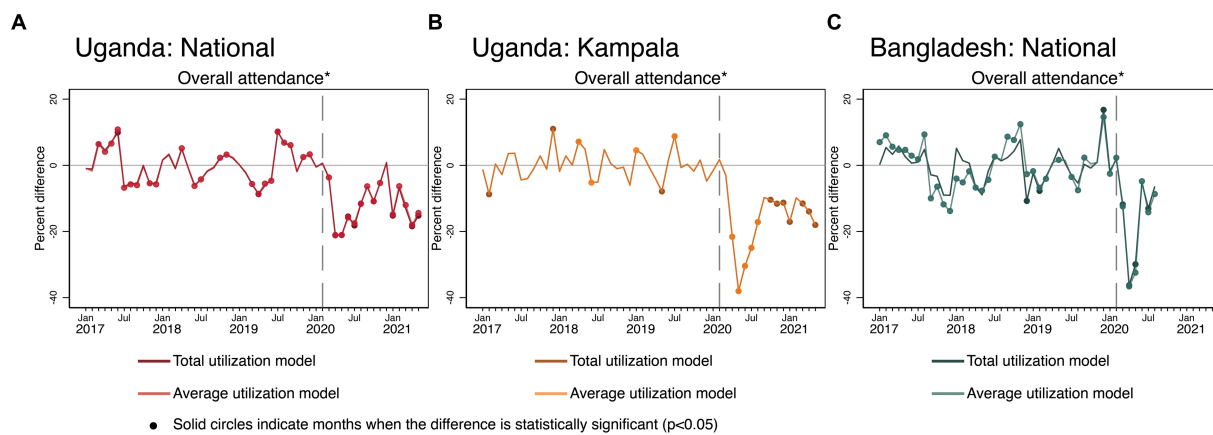 A
Uganda: National
Overall attendance*
Percent difference
20
0
-20
-40
Jan
2017
Jul
Jan
2018
Jul
Jan
2019
Jul
Jan
2020
Jul
Jan
2021
Total utilization model
Average utilization model
B
Uganda: Kampala
Overall attendance*
Percent difference
20
0
-20
-40
Jan
2017
Jul
Jan
2018
Jul
Jan
2019
Jul
Jan
2020
Jul
Jan
2021
Total utilization model
Average utilization model
C
Bangladesh: National
Overall attendance*
Percent difference
20
0
-20
-40
Jan
2017
Jul
Jan
2018
Jul
Jan
2019
Jul
Jan
2020
Jul
Jan
2021
Total utilization model
Average utilization model
Solid circles indicate months when the difference is statistically significant (p<0.05)